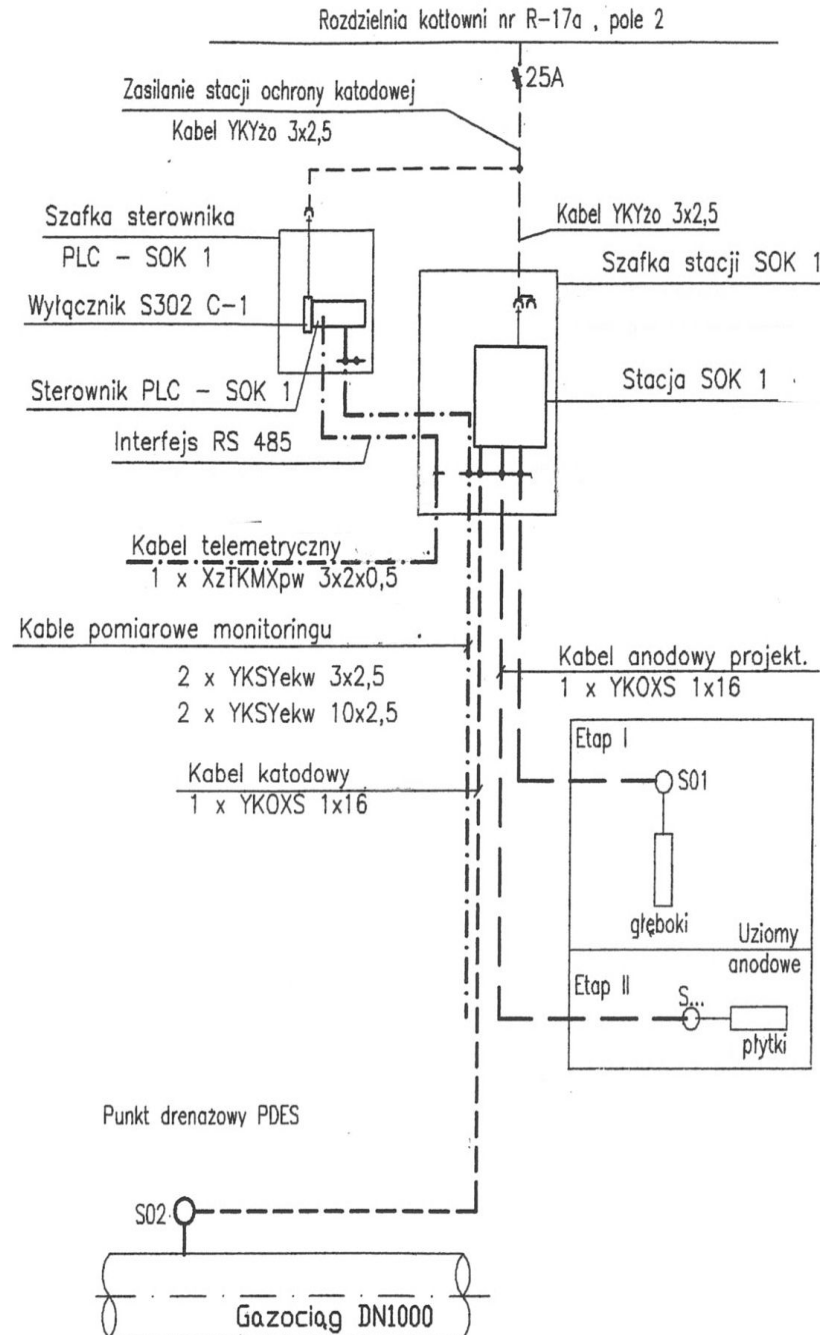 Rozdzielnia kotłowni nr R-17a , pole 2
25A
Zasilanie stacji ochrony katodowej
Kabel YKYżo 3x2,5
Kabel YKYżo 3x2,5
Szafka sterownika
PLC - SOK 1
Szafka stacji SOK 1
Wyłącznik S302 C-1
Sterownik PLC - SOK 1
Stacja SOK 1
Interfejs RS 485
Kabel telemetryczny
1 x XzTKMXpw 3x2x0,5
Kable pomiarowe monitoringu
2 x YKSYekw 3x2,5
2 x YKSYekw 10x2,5
Kabel anodowy projekt.
1 x YKOXS 1x16
Kabel katodowy
1 x YKOXS 1x16
Etap I
S01
głęboki
Uziomy
anodowe
Etap II
S...
płytki
Punkt drenażowy PDES
S02
Gazociąg DN1000